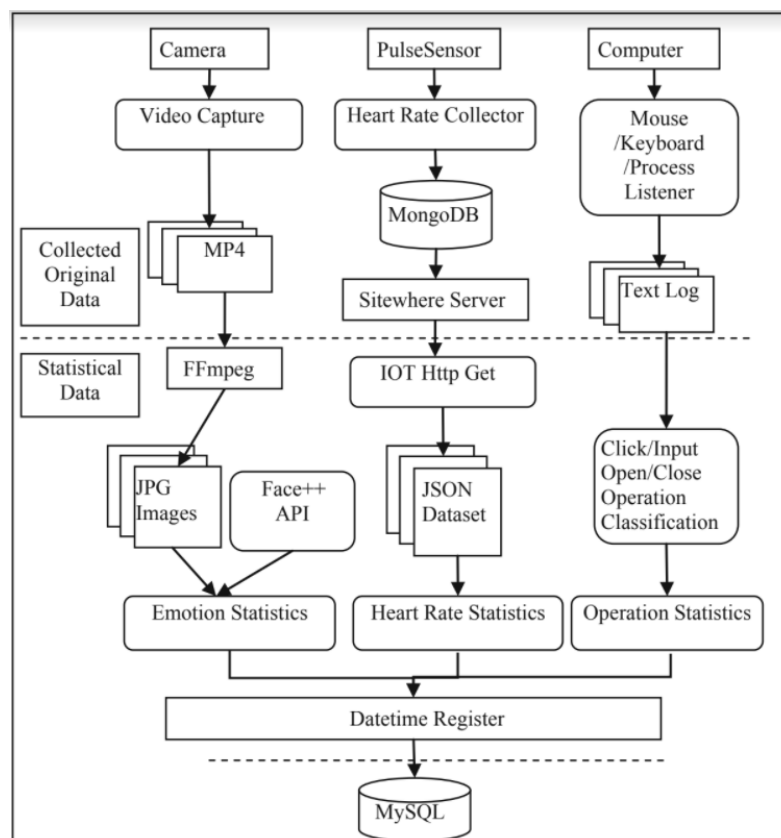 Camera
PulseSensor
Computer
Video Capture
Heart Rate Collector
Mouse
/Keyboard
/Process
Listener
MongoDB
Collected
Original
Data
MP4
Sitewhere Server
Text Log
Statistical
Data
FFmpeg
IOT Http Get
JPG
Images
Face++
API
JSON
Dataset
Click/Input
Open/Close
Operation
Classification
Emotion Statistics
Heart Rate Statistics
Operation Statistics
Datetime Register
MySQL